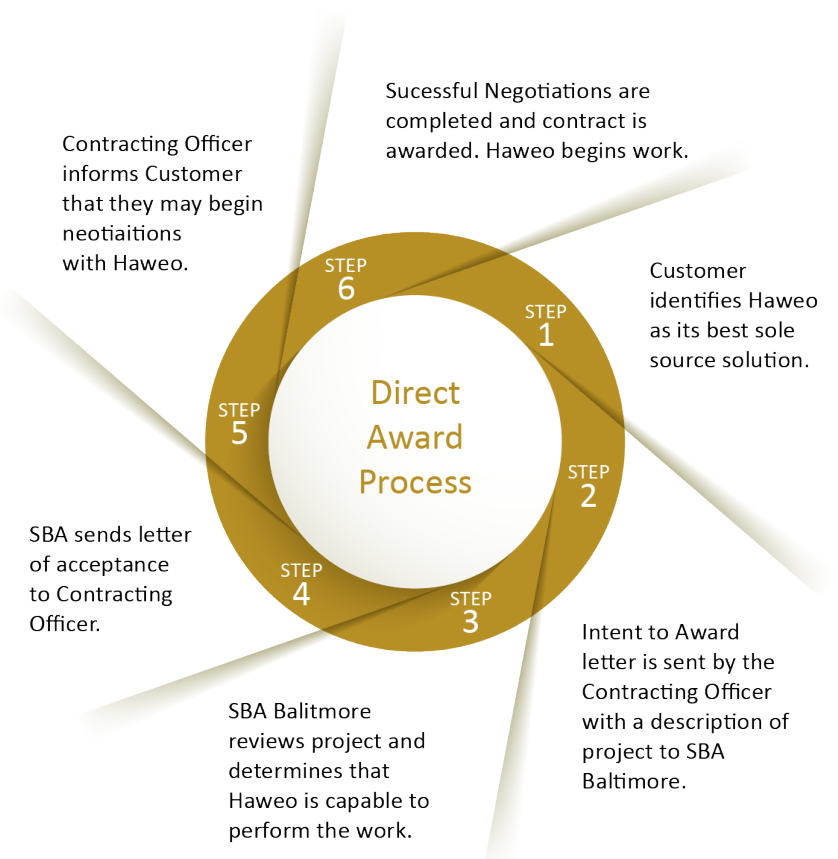 Direct
Award
Process
STEP
1
Customer
identifies Haweo
as its best sole
source solution.
STEP
2
Intent to Award
letter is sent by the
Contracting Officer
with a description of
project to SBA
Baltimore.
STEP
3
SBA Balitmore
reviews project and
determines that
Haweo is capable to
perform the work.
STEP
4
SBA sends letter
of acceptance
to Contracting
Officer.
STEP
5
Contracting Officer
informs Customer
that they may begin
neotiaitions
with Haweo.
STEP
6
Sucessful Negotiations are
completed and contract is
awarded. Haweo begins work.